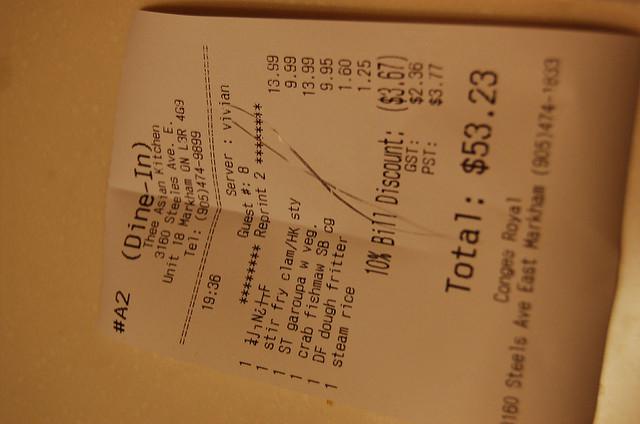 #A2
(Dine-In)
Thee Asian Kitchen
3160 Steeles Ave. E.
Unit 18 Markham ON L3R 4G9
Tel: (905)474-9899
19:36
Server : vivian
Guest #: 8
******** Reprint 2 ********
1 13.99
1 stir fry clam/HK sty 9.99
1 ST garoupa w veg. 13.99
1 crab fishmaw SB cg 9.95
1 DF dough fritter 1.60
1 steam rice 1.25
10% Bill Discount: ($3.67)
GST: $2.36
PST: $3.77
Total: $53.23
Congee Royal
160 Steels Ave East Markham (905)474-1833